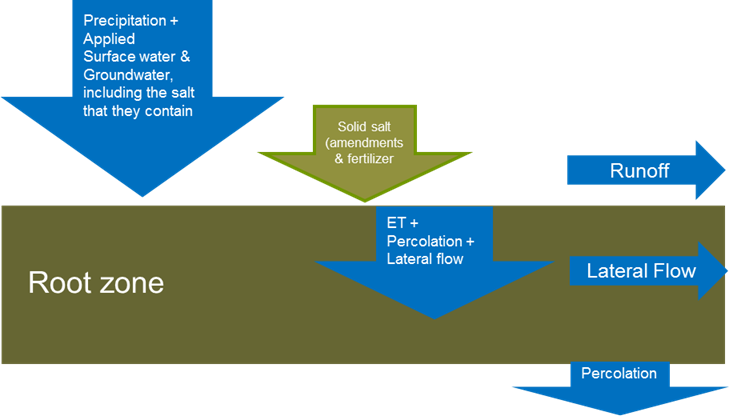 Precipitation +
Applied
Surface water &
Groundwater,
including the salt
that they contain
Solid salt
(amendments
& fertilizer
Runoff
ET +
Percolation +
Lateral flow
Lateral Flow
Root zone
Percolation